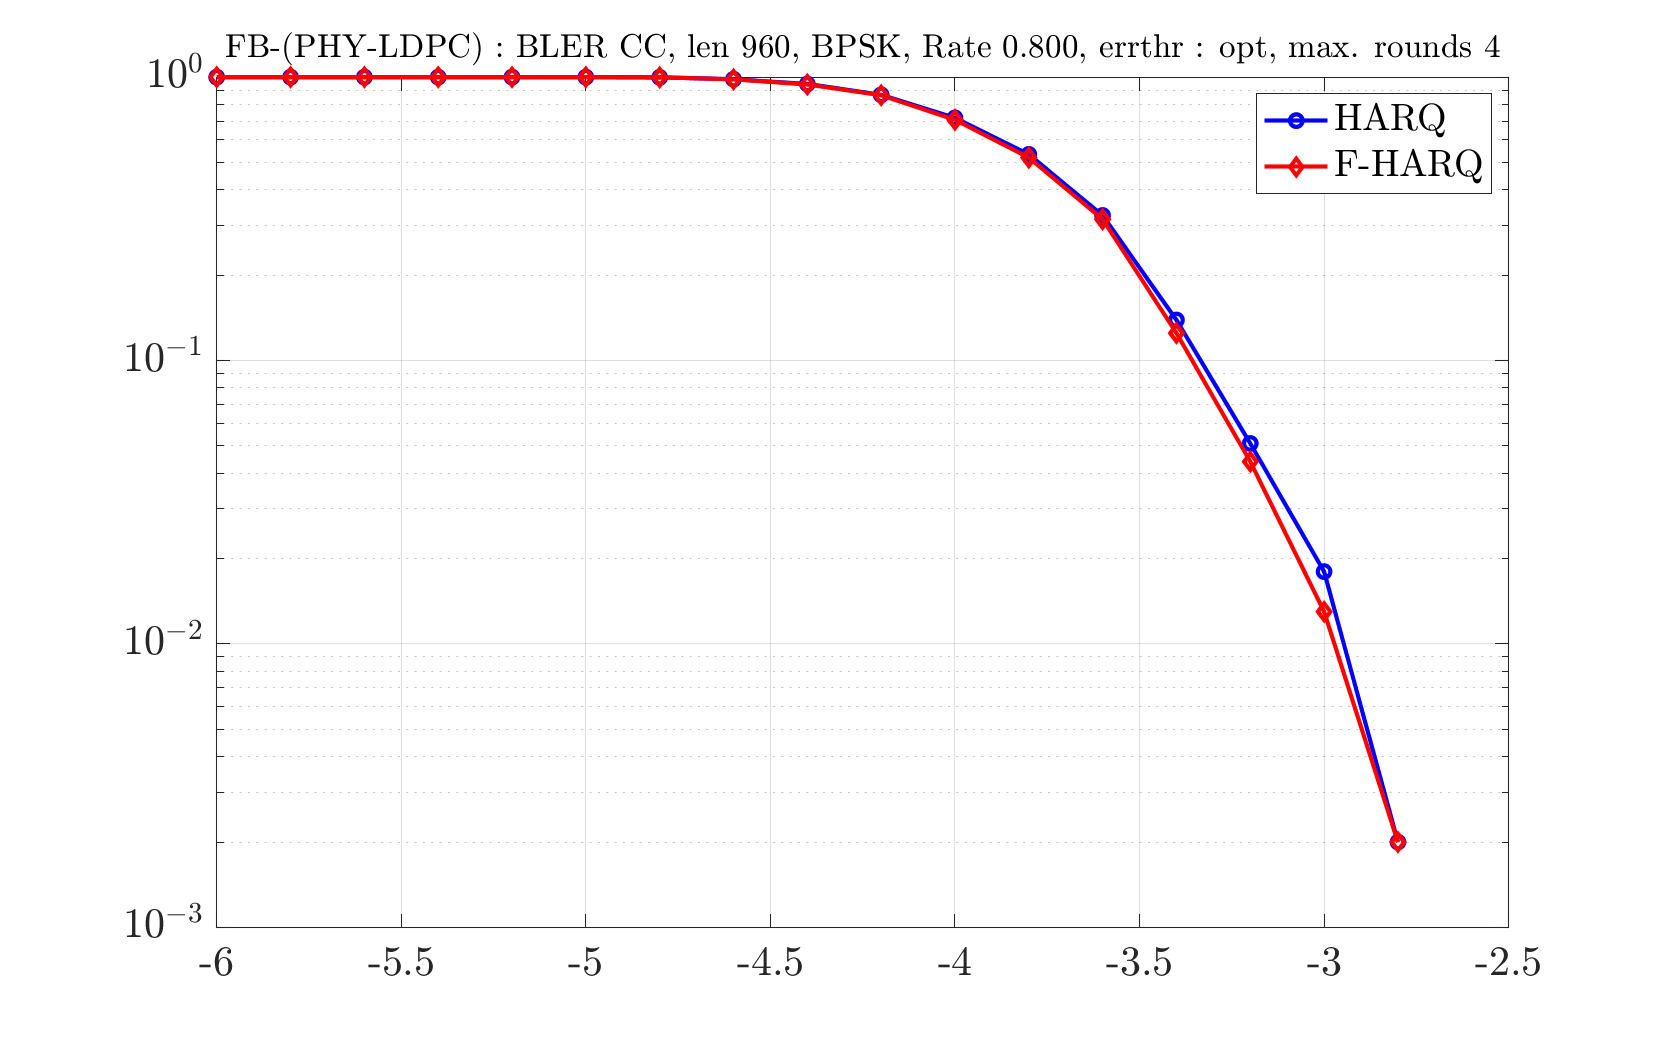 FB-(PHY-LDPC) : BLER CC, len 960, BPSK, Rate 0.800, errthr : opt, max. rounds 4
10^0
HARQ
F-HARQ
10^{-1}
10^{-2}
10^{-3}
-6 -5.5 -5 -4.5 -4 -3.5 -3 -2.5